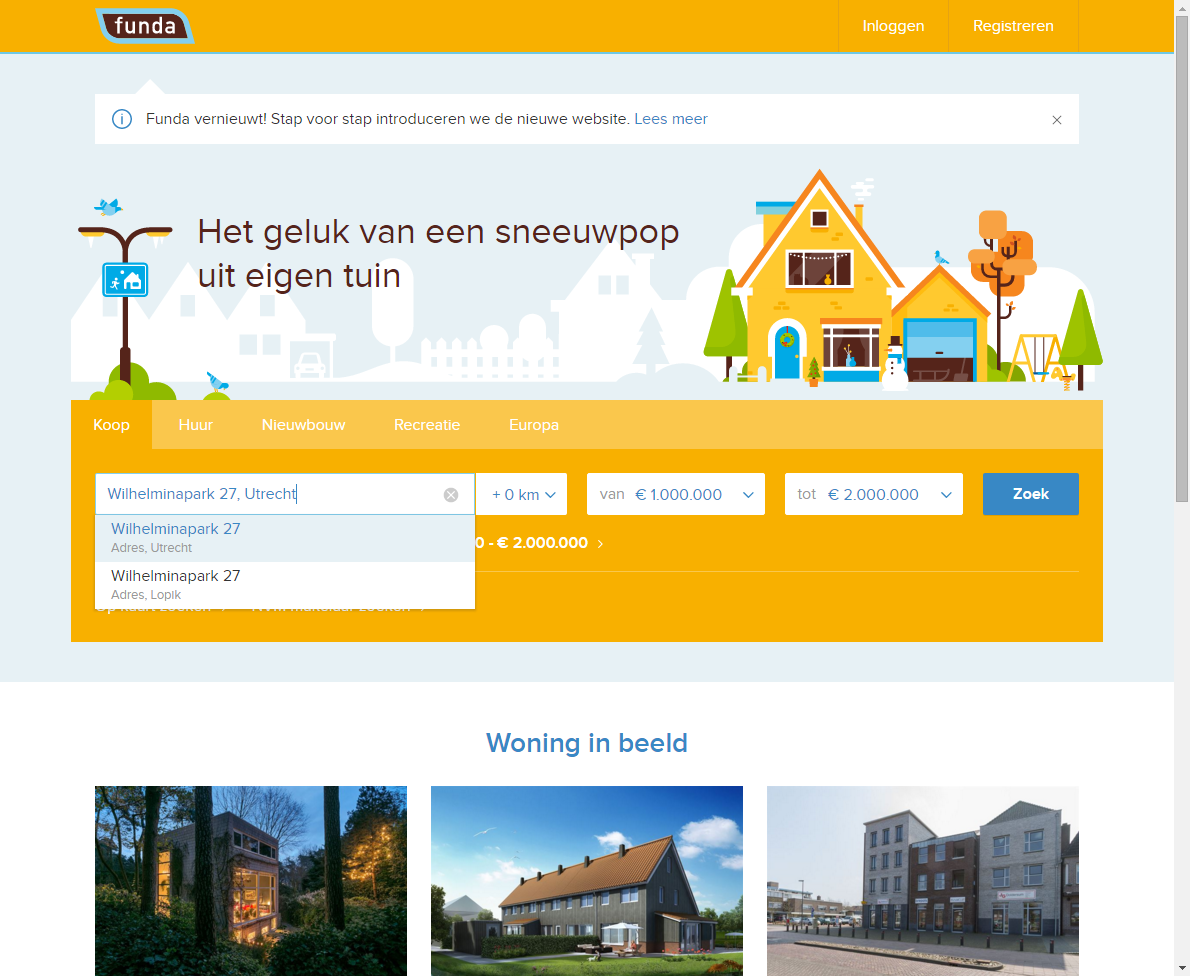 funda
Inloggen
Registreren
Funda vernieuwt! Stap voor stap introduceren we de nieuwe website. Lees meer
Het geluk van een sneeuwpop
uit eigen tuin
Koop
Huur
Nieuwbouw
Recreatie
Europa
Wilhelminapark 27, Utrecht
+ 0 km
van € 1.000.000
tot € 2.000.000
Zoek
Wilhelminapark 27
Adres, Utrecht
0 - € 2.000.000
Wilhelminapark 27
Adres, Lopik
Woning in beeld